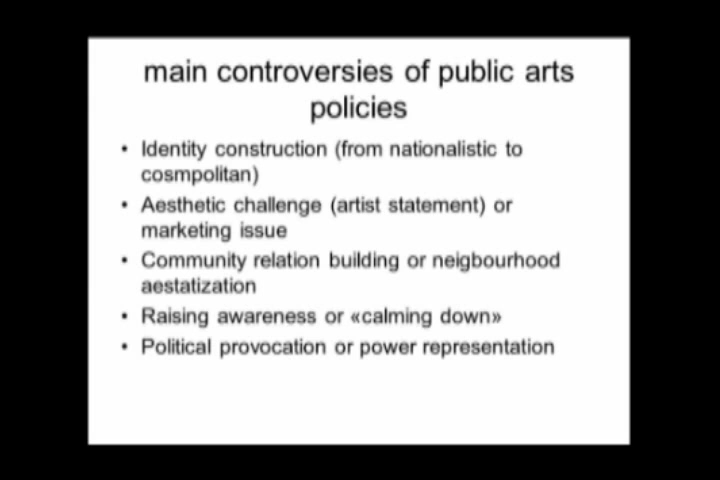 main controversies of public arts
policies
• Identity construction (from nationalistic to
cosmpolitan)
• Aesthetic challenge (artist statement) or
marketing issue
• Community relation building or neigbourhood
aestatization
• Raising awareness or «calming down»
• Political provocation or power representation